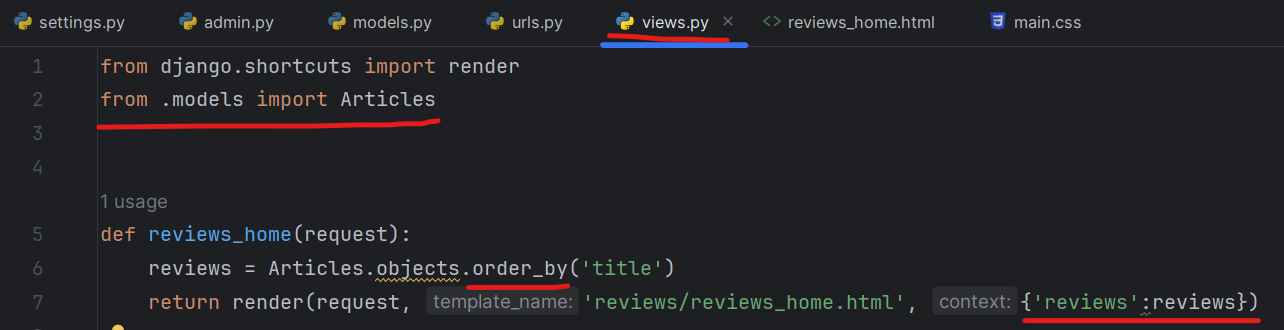 settings.py admin.py models.py urls.py views.py reviews_home.html main.css
1 from django.shortcuts import render
2 from .models import Articles
3
4
1 usage
5 def reviews_home(request):
6 reviews = Articles.objects.order_by('title')
7 return render(request, template_name: 'reviews/reviews_home.html', context: {'reviews':reviews})